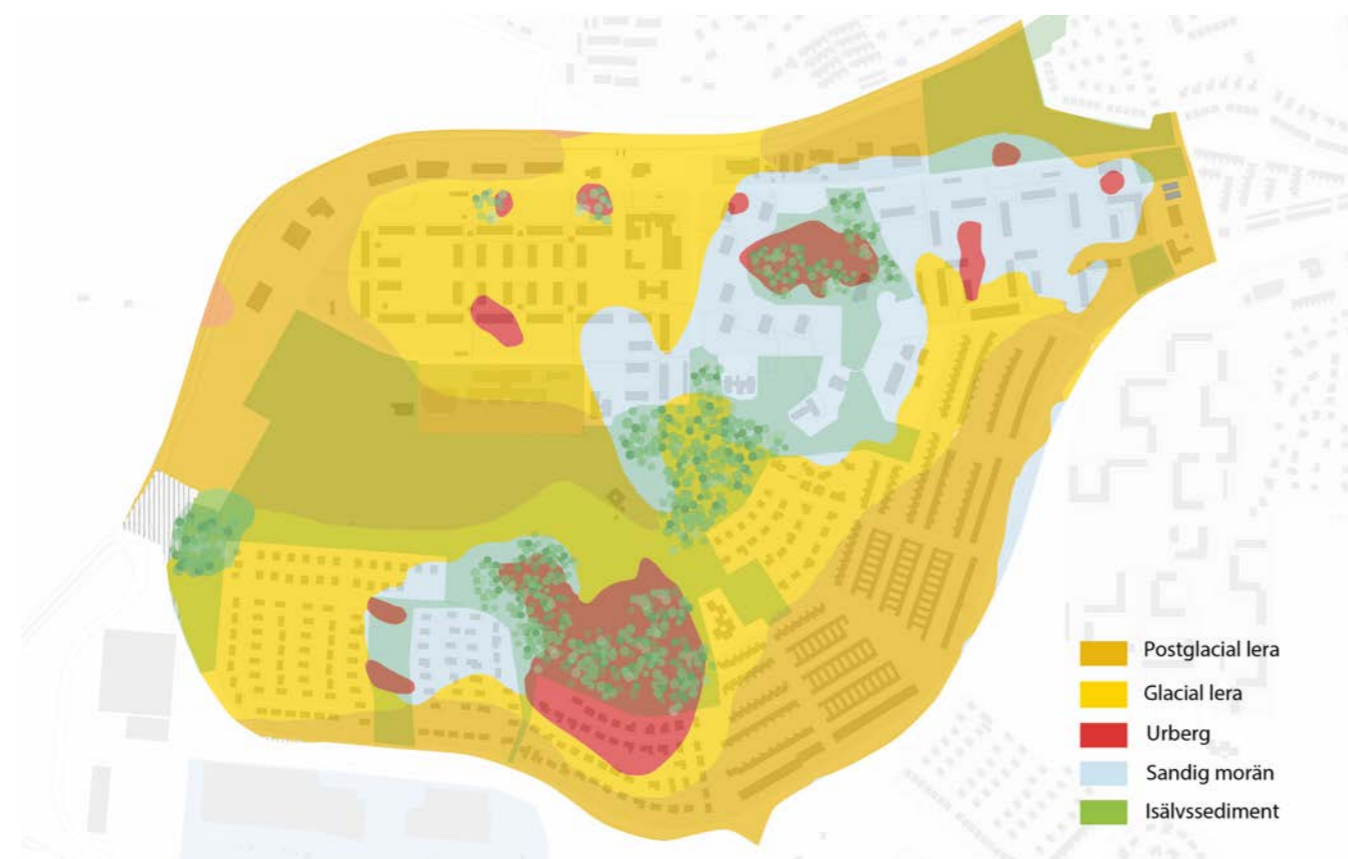 Postglacial lera
Glacial lera
Urberg
Sandig morän
Isälvssediment